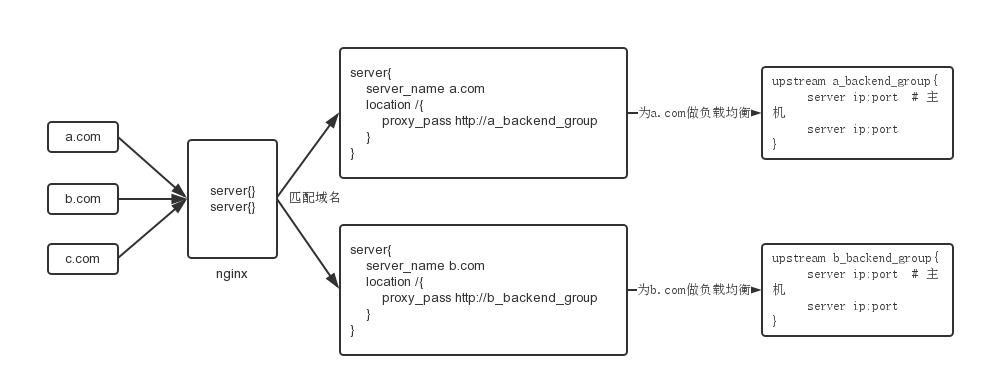 a.com
b.com
c.com
server{}
server{}
nginx
匹配域名
server{
server_name a.com
location /{
proxy_pass http://a_backend_group
}
}
为a.com做负载均衡
upstream a_backend_group{
server ip:port # 主
机
server ip:port
}
server{
server_name b.com
location /{
proxy_pass http://b_backend_group
}
}
为b.com做负载均衡
upstream b_backend_group{
server ip:port # 主
机
server ip:port
}